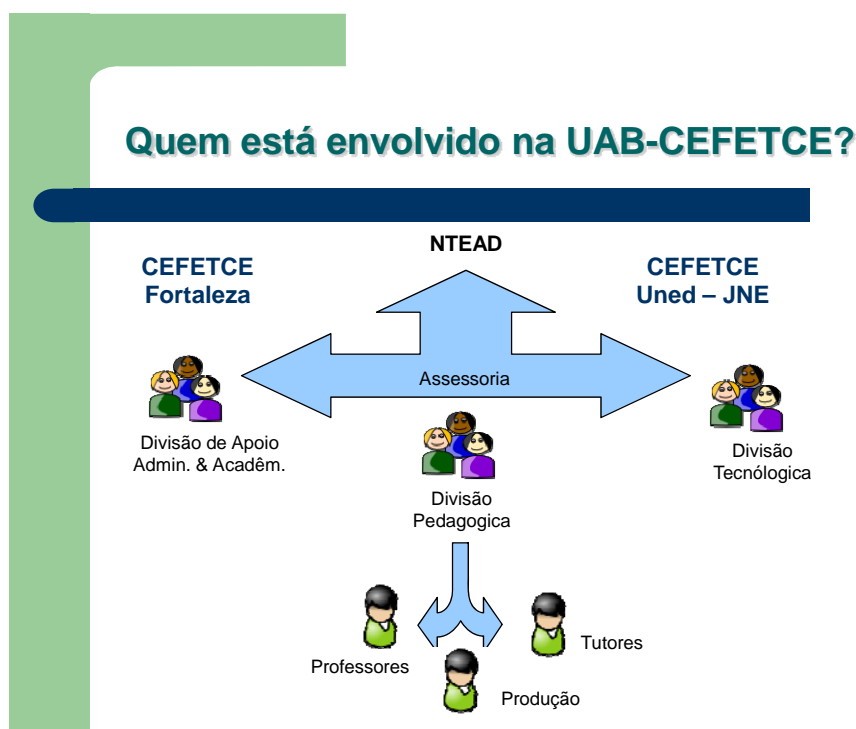 Quem está envolvido na UAB-CEFETCE?
NTEAD
CEFETCE
Fortaleza
CEFETCE
Uned – JNE
Assessoria
Divisão de Apoio
Admin. & Acadêm.
Divisão
Tecnólogica
Divisão
Pedagogica
Professores
Tutores
Produção